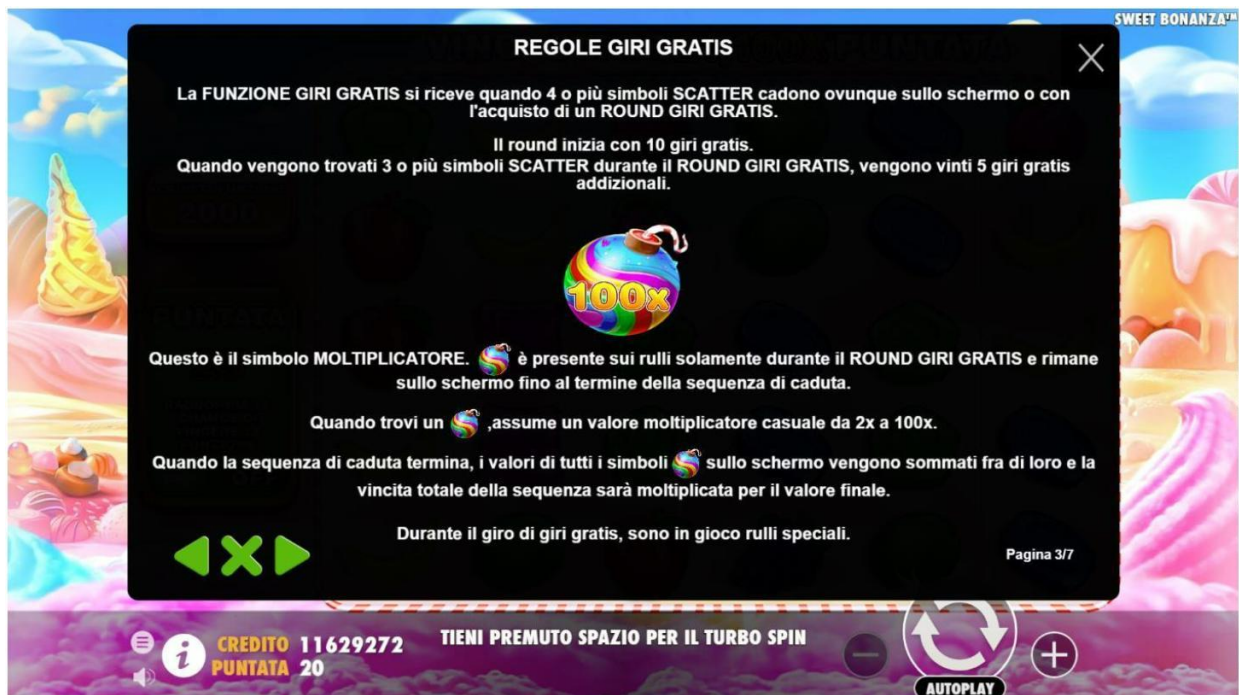 SWEET BONANZA™
REGOLE GIRI GRATIS
La FUNZIONE GIRI GRATIS si riceve quando 4 o più simboli SCATTER cadono ovunque sullo schermo o con
l'acquisto di un ROUND GIRI GRATIS.
Il round inizia con 10 giri gratis.
Quando vengono trovati 3 o più simboli SCATTER durante il ROUND GIRI GRATIS, vengono vinti 5 giri gratis
addizionali.
100x
Questo è il simbolo MOLTIPLICATORE. è presente sui rulli solamente durante il ROUND GIRI GRATIS e rimane
sullo schermo fino al termine della sequenza di caduta.
Quando trovi un ,assume un valore moltiplicatore casuale da 2x a 100x.
Quando la sequenza di caduta termina, i valori di tutti i simboli sullo schermo vengono sommati fra di loro e la
vincita totale della sequenza sarà moltiplicata per il valore finale.
Durante il giro di giri gratis, sono in gioco rulli speciali.
Pagina 3/7
CREDITO 11629272
PUNTATA 20
TIENI PREMUTO SPAZIO PER IL TURBO SPIN
AUTOPLAY